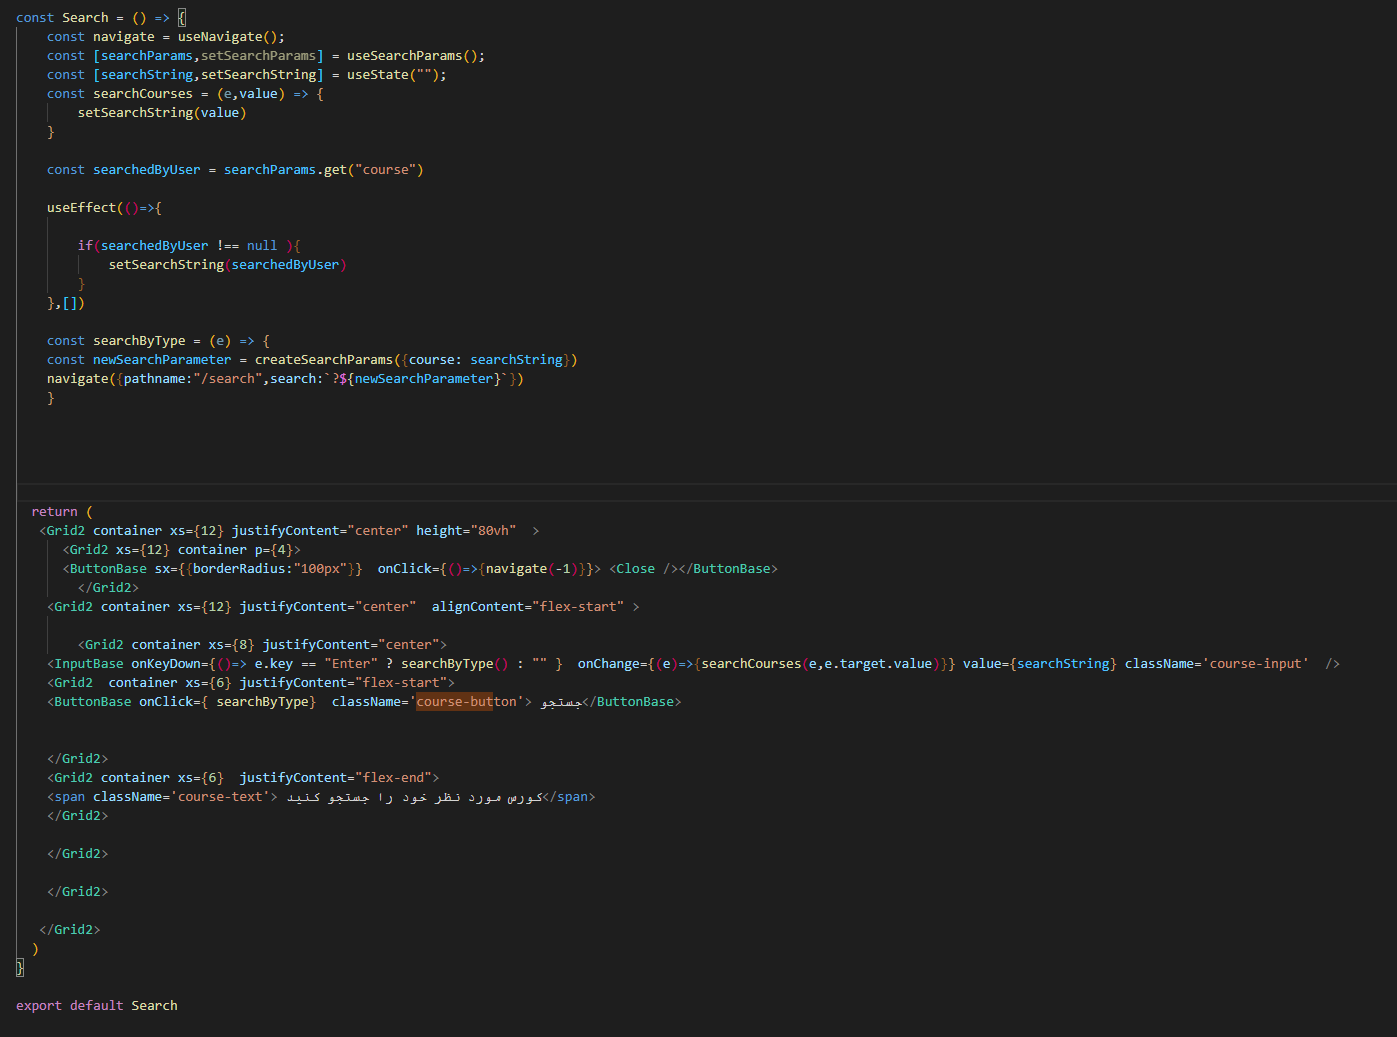 const Search = () => {
const navigate = useNavigate();
const [searchParams,setSearchParams] = useSearchParams();
const [searchString,setSearchString] = useState("");
const searchCourses = (e,value) => {
setSearchString(value)
}
const searchedByUser = searchParams.get("course")
useEffect(()=>{
if(searchedByUser !== null ){
setSearchString(searchedByUser)
}
},[])
const searchByType = (e) => {
const newSearchParameter = createSearchParams({course: searchString})
navigate({pathname:"/search",search:`?${newSearchParameter}`})
}
return (
<Grid2 container xs={12} justifyContent="center" height="80vh"  >
<Grid2 xs={12} container p={4}>
<ButtonBase sx={{borderRadius:"100px"}}  onClick={()=>{navigate(-1)}}> <Close /></ButtonBase>
</Grid2>
<Grid2 container xs={12} justifyContent="center"  alignContent="flex-start" >
<Grid2 container xs={8} justifyContent="center">
<InputBase onKeyDown={()=> e.key == "Enter" ? searchByType() : "" }  onChange={(e)=>{searchCourses(e,e.target.value)}} value={searchString} className='course-input'  />
<Grid2  container xs={6} justifyContent="flex-start">
<ButtonBase onClick={ searchByType}  className='course-button'> جستجو</ButtonBase>
</Grid2>
<Grid2 container xs={6}  justifyContent="flex-end">
<span className='course-text'> کورس مورد نظر خود را جستجو کنید</span>
</Grid2>
</Grid2>
</Grid2>
</Grid2>
)
}
export default Search